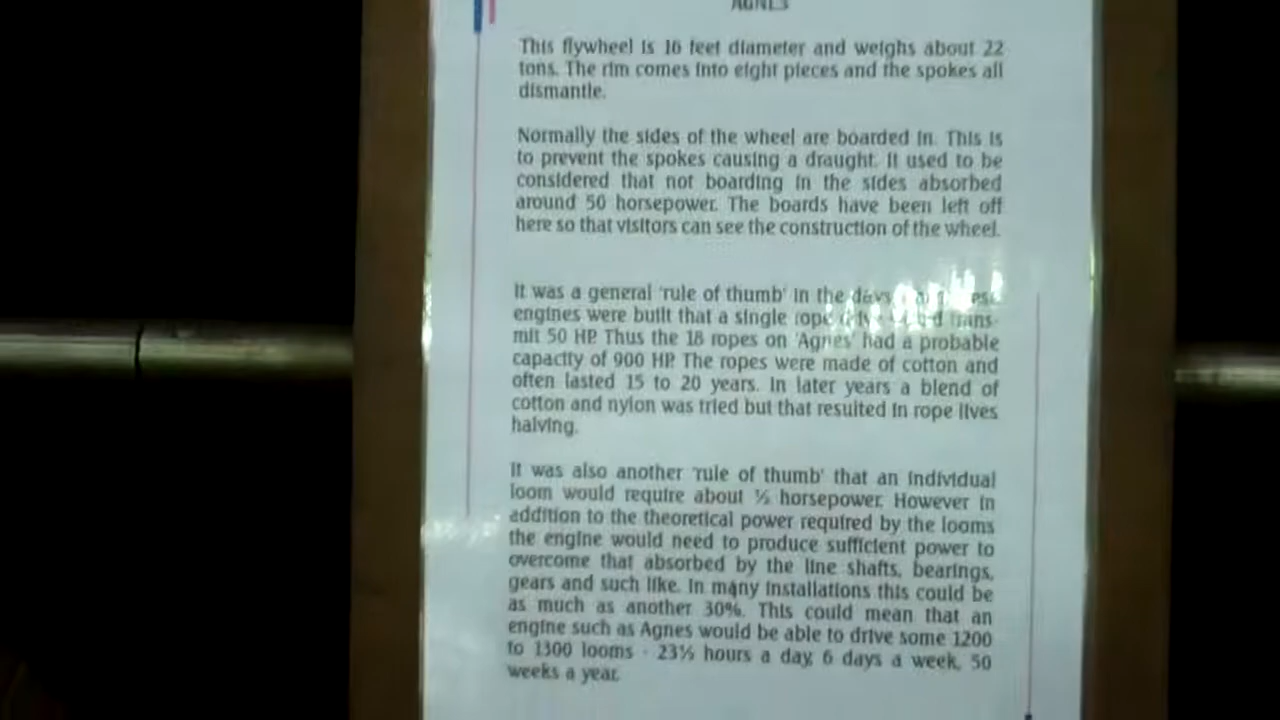 AGNES
This flywheel is 16 feet diameter and weighs about 22
tons. The rim comes into eight pieces and the spokes all
dismantle.
Normally the sides of the wheel are boarded in. This is
to prevent the spokes causing a draught. It used to be
considered that not boarding in the sides absorbed
around 50 horsepower. The boards have been left off
here so that visitors can see the construction of the wheel.
It was a general 'rule of thumb' in the days
engines were built that a single rope
mit 50 HP. Thus the 18 ropes on 'Agnes' had a probable
capacity of 900 HP. The ropes were made of cotton and
often lasted 15 to 20 years. In later years a blend of
cotton and nylon was tried but that resulted in rope lives
halving.
It was also another 'rule of thumb' that an individual
loom would require about ½ horsepower. However in
addition to the theoretical power required by the looms
the engine would need to produce sufficient power to
overcome that absorbed by the line shafts, bearings,
gears and such like. In many installations this could be
as much as another 30%. This could mean that an
engine such as Agnes would be able to drive some 1200
to 1300 looms - 23½ hours a day, 6 days a week, 50
weeks a year.